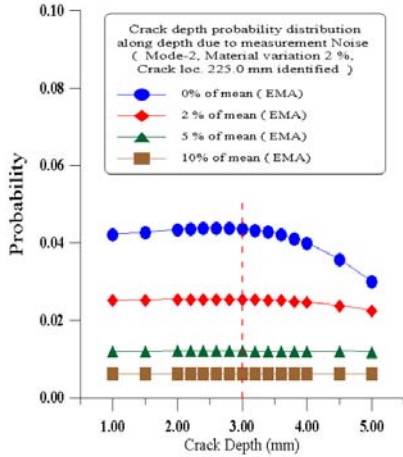 Crack depth probability distribution
along depth due to measurement Noise
( Mode-2, Material variation 2 %,
Crack loc. 225.0 mm identified )
0% of mean ( EMA)
2 % of mean ( EMA)
5 % of mean ( EMA)
10% of mean ( EMA)
Probability
0.10
0.08
0.06
0.04
0.02
0.00
1.00 2.00 3.00 4.00 5.00
Crack Depth (mm)